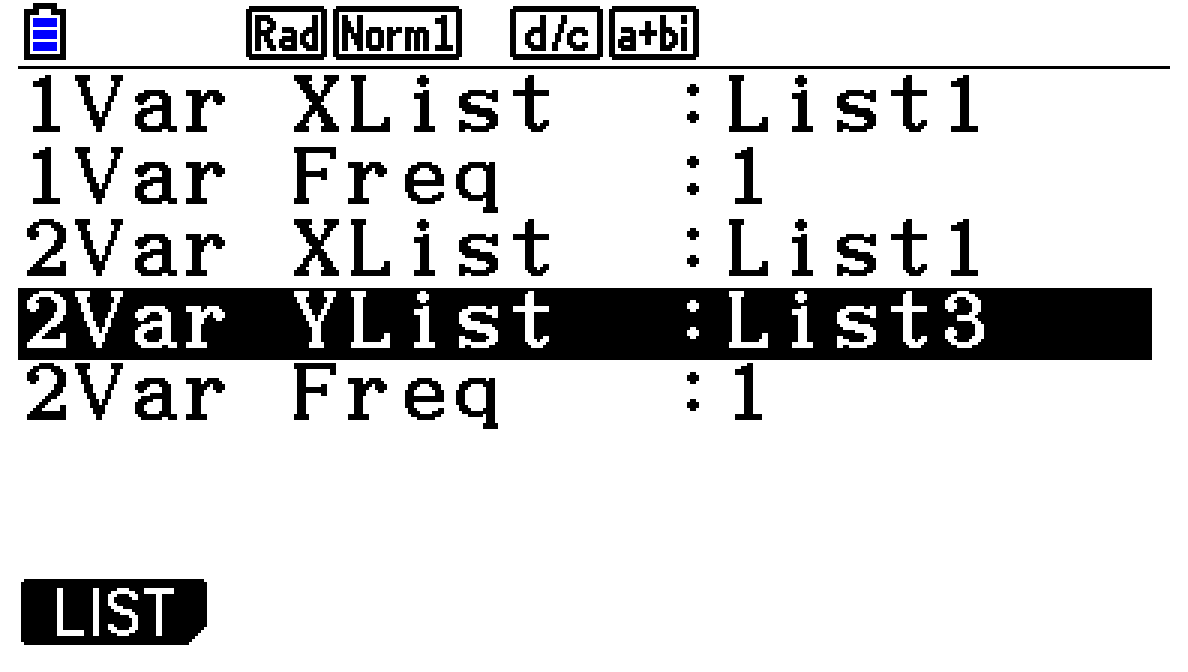 Rad Norm1 d/c a+bi
1Var XList :List1
1Var Freq :1
2Var XList :List1
2Var YList :List3
2Var Freq :1
LIST